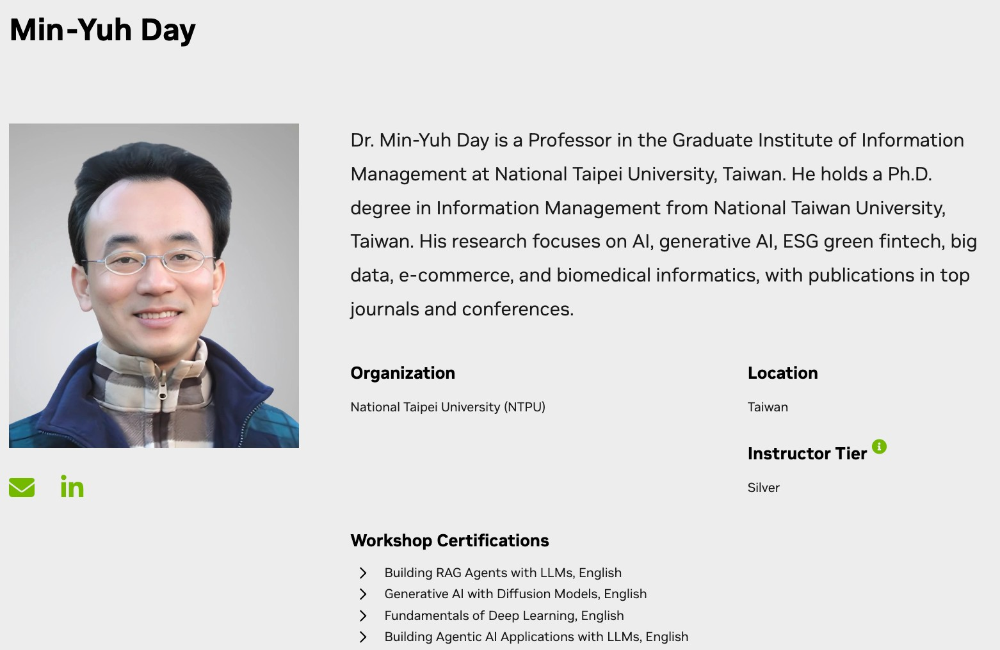 Min-Yuh Day
Dr. Min-Yuh Day is a Professor in the Graduate Institute of Information
Management at National Taipei University, Taiwan. He holds a Ph.D.
degree in Information Management from National Taiwan University,
Taiwan. His research focuses on AI, generative AI, ESG green fintech, big
data, e-commerce, and biomedical informatics, with publications in top
journals and conferences.
Organization
National Taipei University (NTPU)
Location
Taiwan
Instructor Tier
Silver
in
Workshop Certifications
Building RAG Agents with LLMs, English
Generative AI with Diffusion Models, English
Fundamentals of Deep Learning, English
Building Agentic AI Applications with LLMs, English